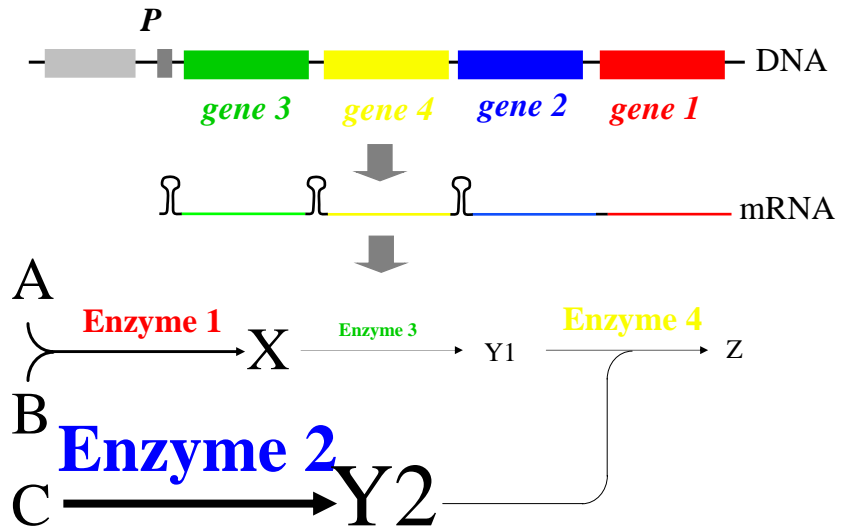 P
DNA
gene 3 gene 4 gene 2 gene 1
mRNA
A
Enzyme 1 Enzyme 3 Enzyme 4
X Y1 Z
B
Enzyme 2
C Y2